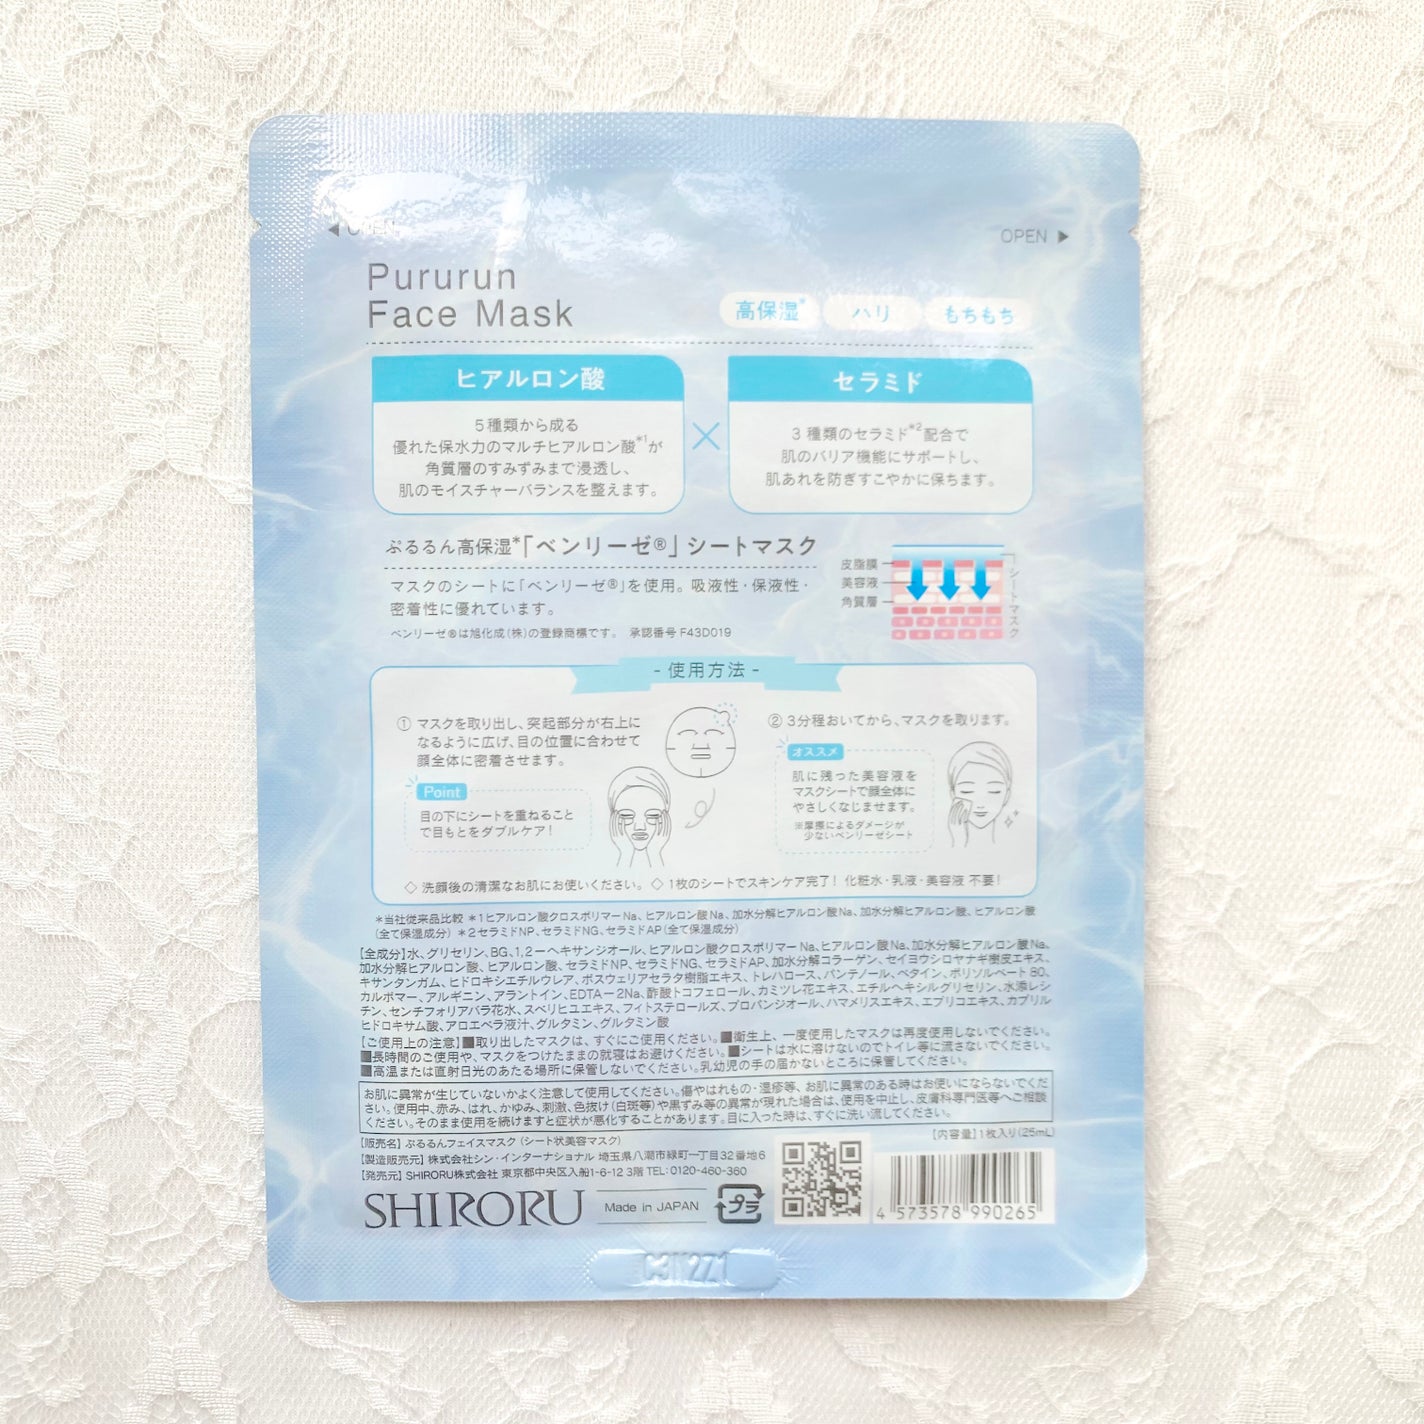 OPEN
OPEN
Pururun
Face Mask
高保湿* ハリ もちもち
ヒアルロン酸
5種類から成る
優れた保水力のマルチヒアルロン酸*1が
角質層のすみずみまで浸透し、
肌のモイスチャーバランスを整えます。
×
セラミド
3種類のセラミド*2配合で
肌のバリア機能にサポートし、
肌あれを防ぎすこやかに保ちます。
ぷるるん高保湿*「ベンリーゼ®」シートマスク
マスクのシートに「ベンリーゼ®」を使用。吸液性・保液性・
密着性に優れています。
ベンリーゼ®は旭化成(株)の登録商標です。 承認番号 F43D019
皮脂膜
美容液
角質層
シートマスク
- 使用方法 -
① マスクを取り出し、突起部分が右上に
なるように広げ、目の位置に合わせて
顔全体に密着させます。
Point
目の下にシートを重ねること
で目もとをダブルケア!
② 3分程おいてから、マスクを取ります。
オススメ
肌に残った美容液を
マスクシートで顔全体に
やさしくなじませます。
※摩擦によるダメージが
少ないベンリーゼシート
◇ 洗顔後の清潔なお肌にお使いください。 ◇ 1枚のシートでスキンケア完了! 化粧水・乳液・美容液 不要!
*当社従来品比較 *1ヒアルロン酸クロスポリマーNa、ヒアルロン酸Na、加水分解ヒアルロン酸Na、加水分解ヒアルロン酸、ヒアルロン酸
(全て保湿成分) *2セラミドNP、セラミドNG、セラミドAP(全て保湿成分)
【全成分】水、グリセリン、BG、1,2ーヘキサンジオール、ヒアルロン酸クロスポリマーNa、ヒアルロン酸Na、加水分解ヒアルロン酸Na、
加水分解ヒアルロン酸、ヒアルロン酸、セラミドNP、セラミドNG、セラミドAP、加水分解コラーゲン、セイヨウシロヤナギ樹皮エキス、
キサンタンガム、ヒドロキシエチルウレア、ボスウェリアセラタ樹脂エキス、トレハロース、パンテノール、ベタイン、ポリソルベート80、
カルボマー、アルギニン、アラントイン、EDTAー2Na、酢酸トコフェロール、カミツレ花エキス、エチルヘキシルグリセリン、水添レシ
チン、センチフォリアバラ花水、スベリヒユエキス、フィトステロールズ、プロパンジオール、ハマメリスエキス、エブリコエキス、カプリル
ヒドロキサム酸、アロエベラ液汁、グルタミン、グルタミン酸
【ご使用上の注意】■取り出したマスクは、すぐにご使用ください。■衛生上、一度使用したマスクは再度使用しないでください。
■長時間のご使用や、マスクをつけたままの就寝はお避けください。■シートは水に溶けないのでトイレ等に流さないでください。
■高温または直射日光のあたる場所に保管しないでください。乳幼児の手の届かないところに保管してください。
お肌に異常が生じていないかよく注意して使用してください。傷やはれもの・湿疹等、お肌に異常のある時はお使いにならないでくだ
さい。使用中、赤み、はれ、かゆみ、刺激、色抜け(白斑等)や黒ずみ等の異常が現れた場合は、使用を中止し、皮膚科専門医等へご相談
ください。そのまま使用を続けますと症状が悪化することがあります。目に入った時は、すぐに洗い流してください。
【内容量】1枚入り(25mL)
【販売名】ぷるるんフェイスマスク(シート状美容マスク)
【製造販売元】株式会社シン・インターナショナル 埼玉県八潮市緑町一丁目32番地6
【発売元】SHIRORU株式会社 東京都中央区入船1-6-12 3階 TEL:0120-460-360
SHIRORU Made in JAPAN プラ
4 573578 990265